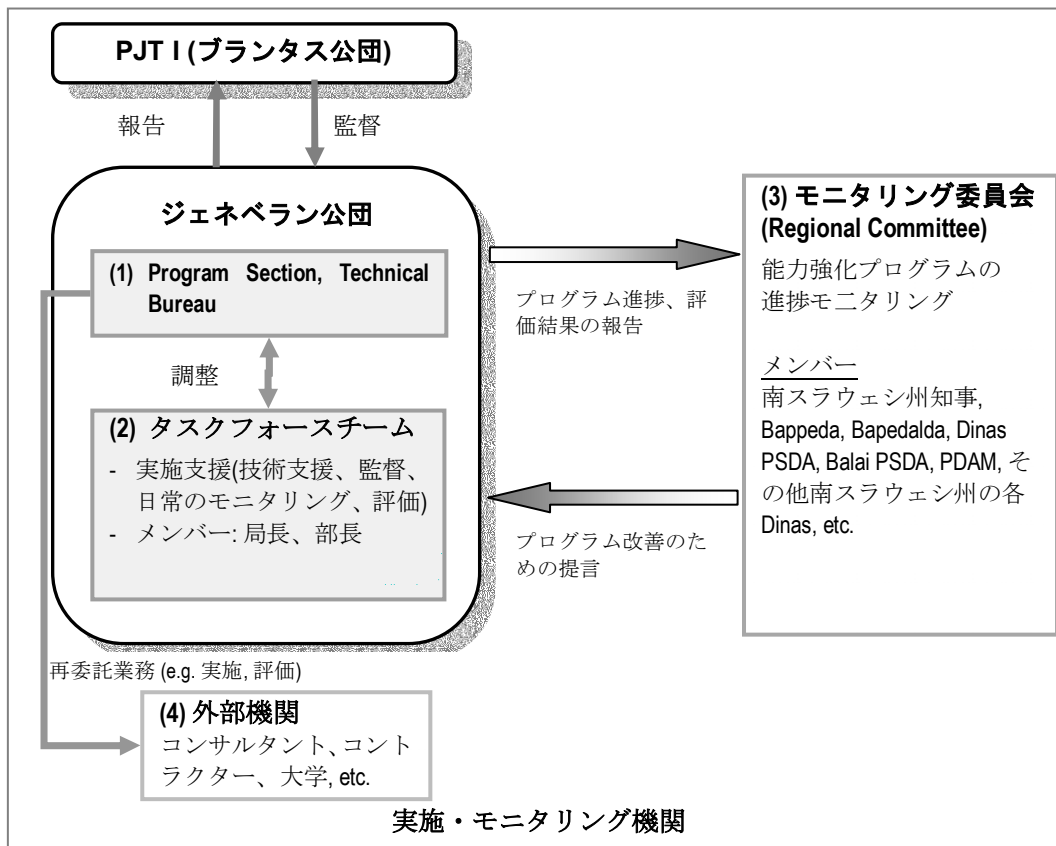 PJT I (ブランタス公団)
報告
監督
ジェネベラン公団
(1) Program Section, Technical
Bureau
調整
(2) タスクフォースチーム
- 実施支援(技術支援、監督、
日常のモニタリング、評価)
- メンバー: 局長、部長
プログラム進捗、評
価結果の報告
プログラム改善のた
めの提言
(3) モニタリング委員会
(Regional Committee)
能力強化プログラムの
進捗モニタリング
メンバー
南スラウェシ州知事,
Bappeda, Bapedalda, Dinas
PSDA, Balai PSDA, PDAM, そ
の他南スラウェシ州の各
Dinas, etc.
再委託業務 (e.g. 実施, 評価)
(4) 外部機関
コンサルタント、コント
ラクター、大学, etc.
実施・モニタリング機関